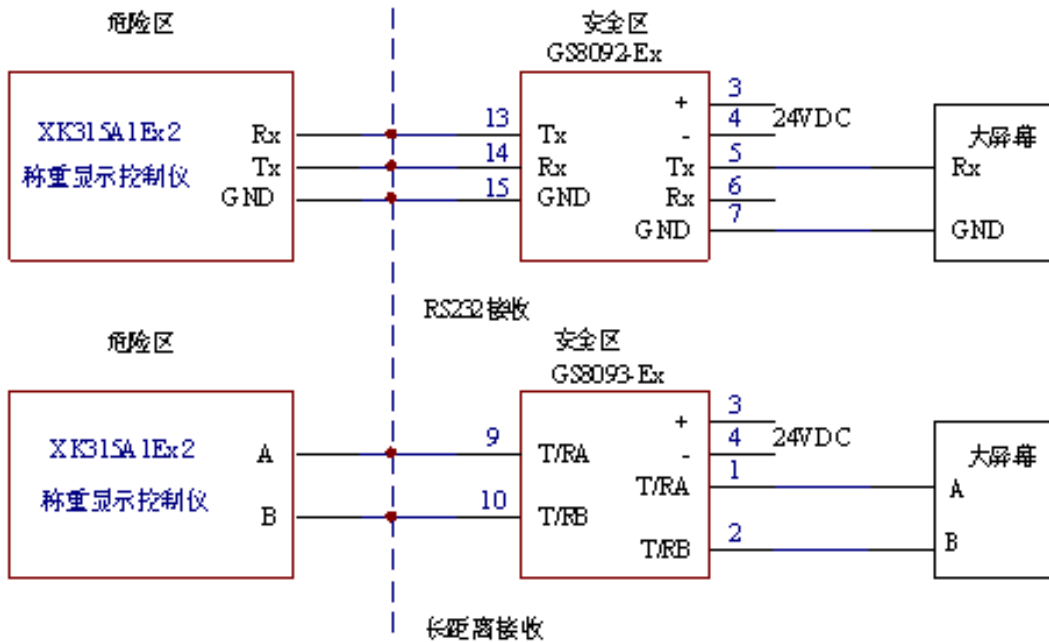 危险区
安全区
GS8092-Ex
XK315A1Ex2
称重显示控制仪
Rx
Tx
GND
13
14
15
Tx
Rx
GND
+
-
Tx
Rx
GND
3
4
24VDC
5
6
7
大屏幕
Rx
GND
RS232接收
危险区
安全区
GS8093-Ex
XK315A1Ex2
称重显示控制仪
A
B
9
10
T/RA
T/RB
+
-
T/RA
T/RB
3
4
24VDC
1
2
大屏幕
A
B
长距离接收